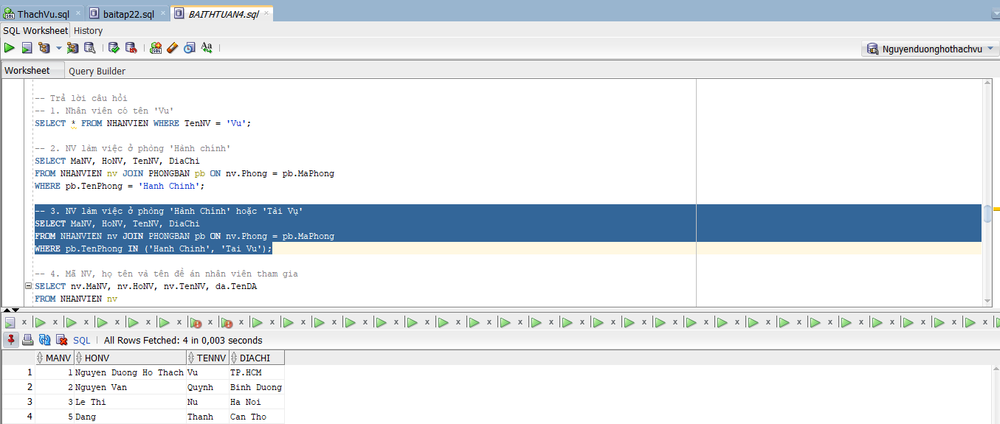 ThachVu.sql × baitap22.sql × BAITHTUAN4.sql ×
SQL Worksheet History
Aa
Nguyenduonghothachvu
Worksheet Query Builder
-- Trả lời câu hỏi
-- 1. Nhân viên có tên 'Vu'
SELECT * FROM NHANVIEN WHERE TenNV = 'Vu';
-- 2. NV làm việc ở phòng 'Hành chính'
SELECT MaNV, HoNV, TenNV, DiaChi
FROM NHANVIEN nv JOIN PHONGBAN pb ON nv.Phong = pb.MaPhong
WHERE pb.TenPhong = 'Hanh Chinh';
-- 3. NV làm việc ở phòng 'Hành Chính' hoặc 'Tài Vụ'
SELECT MaNV, HoNV, TenNV, DiaChi
FROM NHANVIEN nv JOIN PHONGBAN pb ON nv.Phong = pb.MaPhong
WHERE pb.TenPhong IN ('Hanh Chinh', 'Tai Vu');
-- 4. Mã NV, họ tên và tên đề án nhân viên tham gia
SELECT nv.MaNV, nv.HoNV, nv.TenNV, da.TenDA
FROM NHANVIEN nv
SQL | All Rows Fetched: 4 in 0,003 seconds
MANV HONV TENNV DIACHI
1 1 Nguyen Duong Ho Thach Vu TP.HCM
2 2 Nguyen Van Quynh Binh Duong
3 3 Le Thi Nu Ha Noi
4 5 Dang Thanh Can Tho